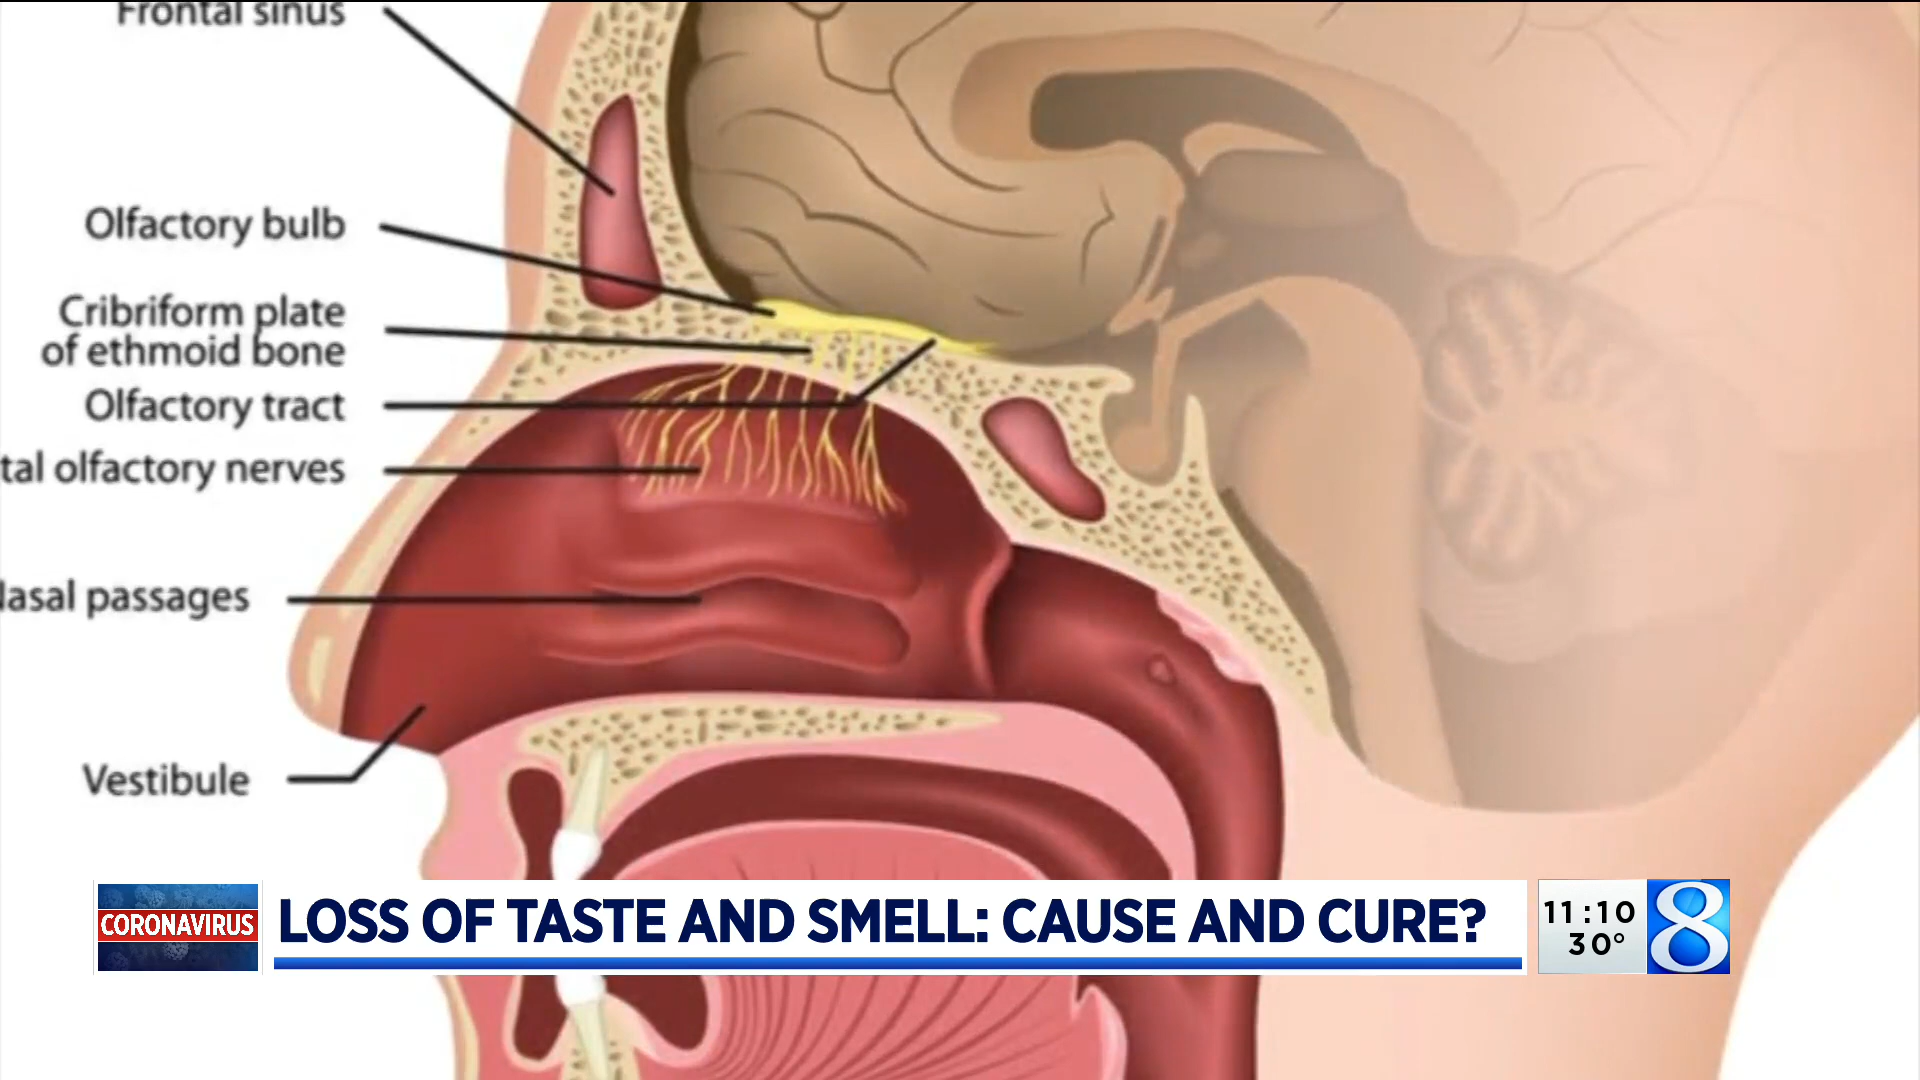 Frontal sinus
Olfactory bulb
Cribriform plate
of ethmoid bone
Olfactory tract
tal olfactory nerves
Nasal passages
Vestibule
CORONAVIRUS
LOSS OF TASTE AND SMELL: CAUSE AND CURE?
11:10
30°
8